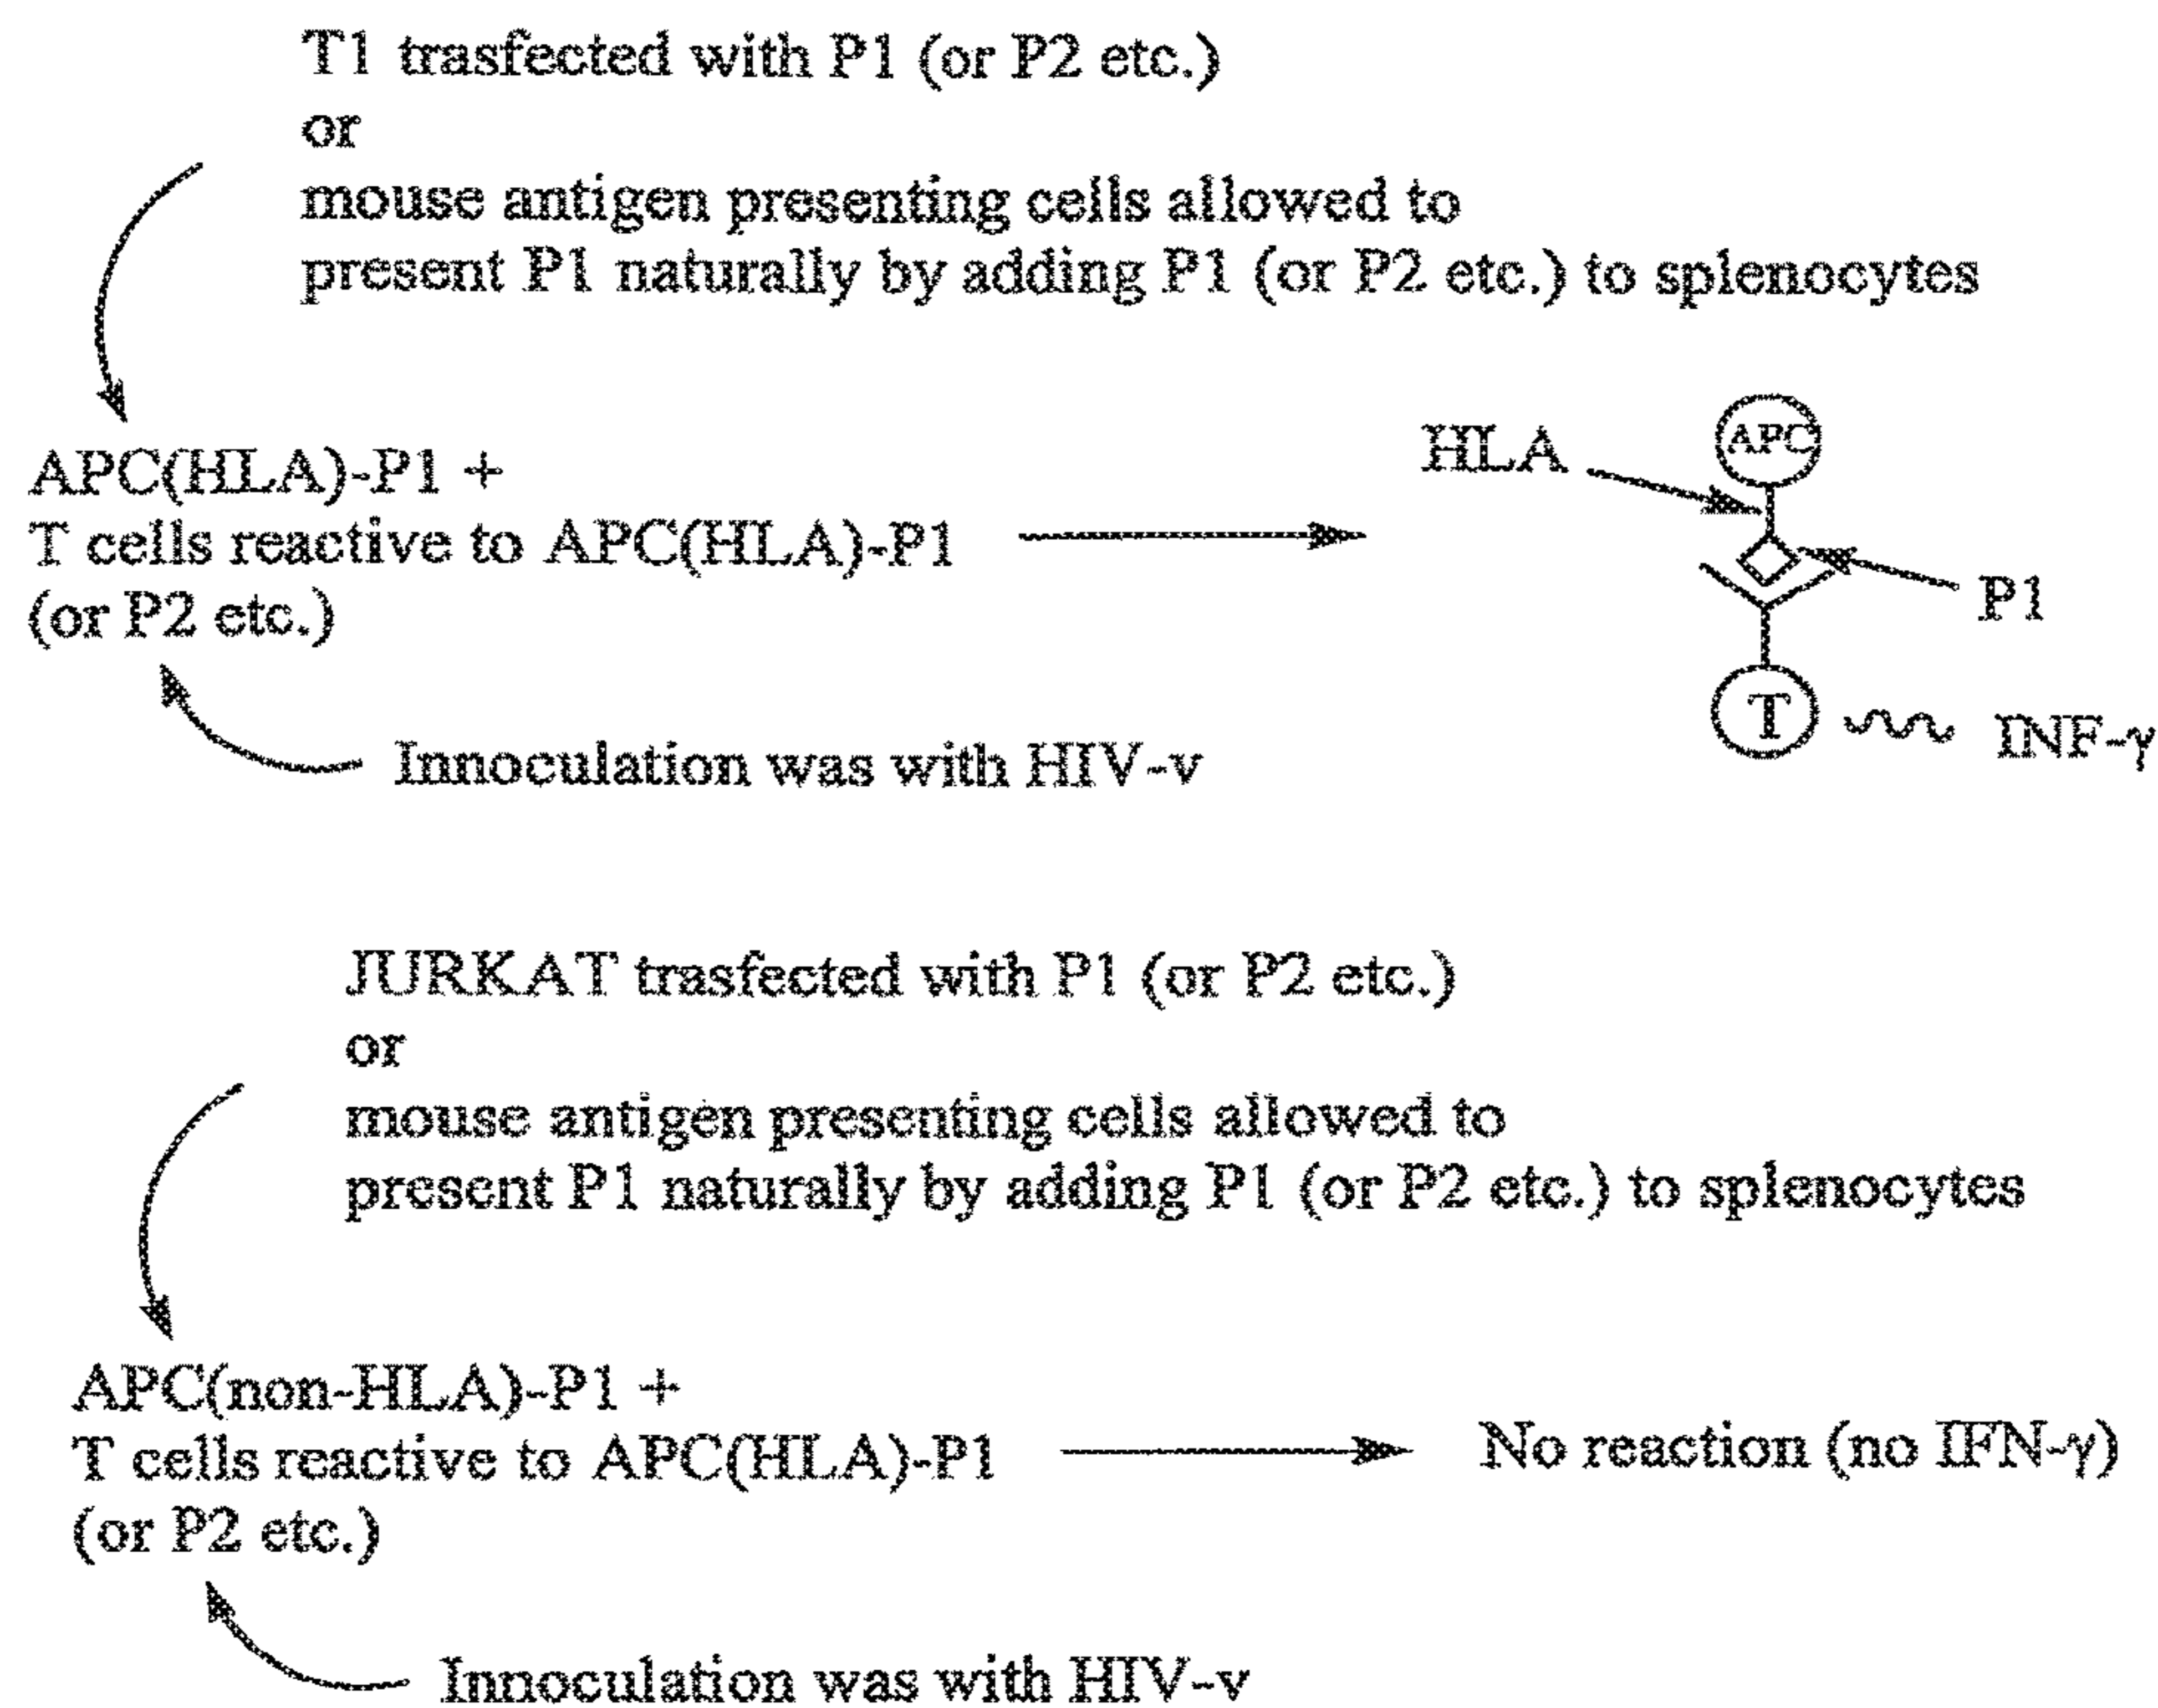 T1 trasfected with P1 (or P2 etc.)
or
mouse antigen presenting cells allowed to
present P1 naturally by adding P1 (or P2 etc.) to splenocytes
APC(HLA)-P1 +
T cells reactive to APC(HLA)-P1
(or P2 etc.)
HLA
APC
P1
T
INF-γ
Innoculation was with HIV-v
JURKAT trasfected with P1 (or P2 etc.)
or
mouse antigen presenting cells allowed to
present P1 naturally by adding P1 (or P2 etc.) to splenocytes
APC(non-HLA)-P1 +
T cells reactive to APC(HLA)-P1
(or P2 etc.)
No reaction (no IFN-γ)
Innoculation was with HIV-v